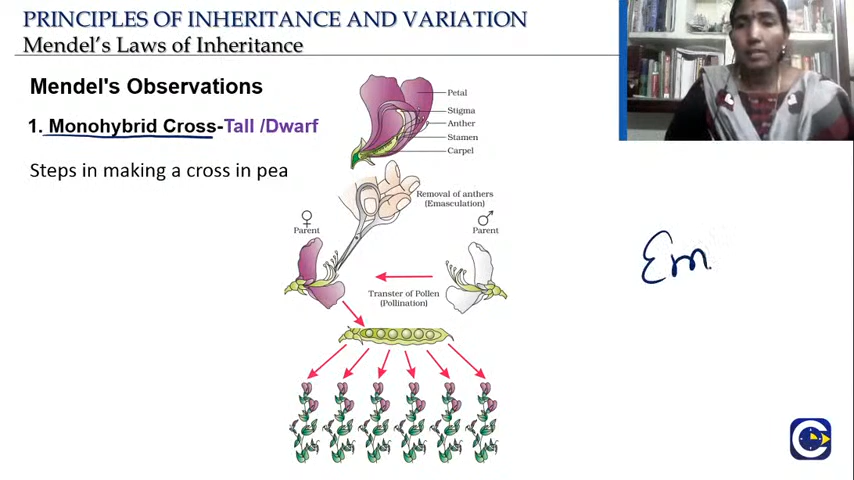 PRINCIPLES OF INHERITANCE AND VARIATION
Mendel's Laws of Inheritance
Mendel's Observations
1. Monohybrid Cross-Tall /Dwarf
Steps in making a cross in pea
Petal
Stigma
Anther
Stamen
Carpel
Removal of anthers
(Emasculation)
♀
Parent
♂
Parent
Transter of Pollen
(Pollination)
Em